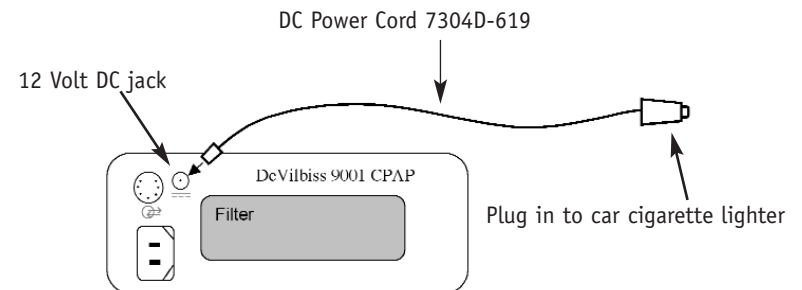 DC Power Cord 7304D-619
12 Volt DC jack
DeVilbiss 9001 CPAP
Filter
Plug in to car cigarette lighter